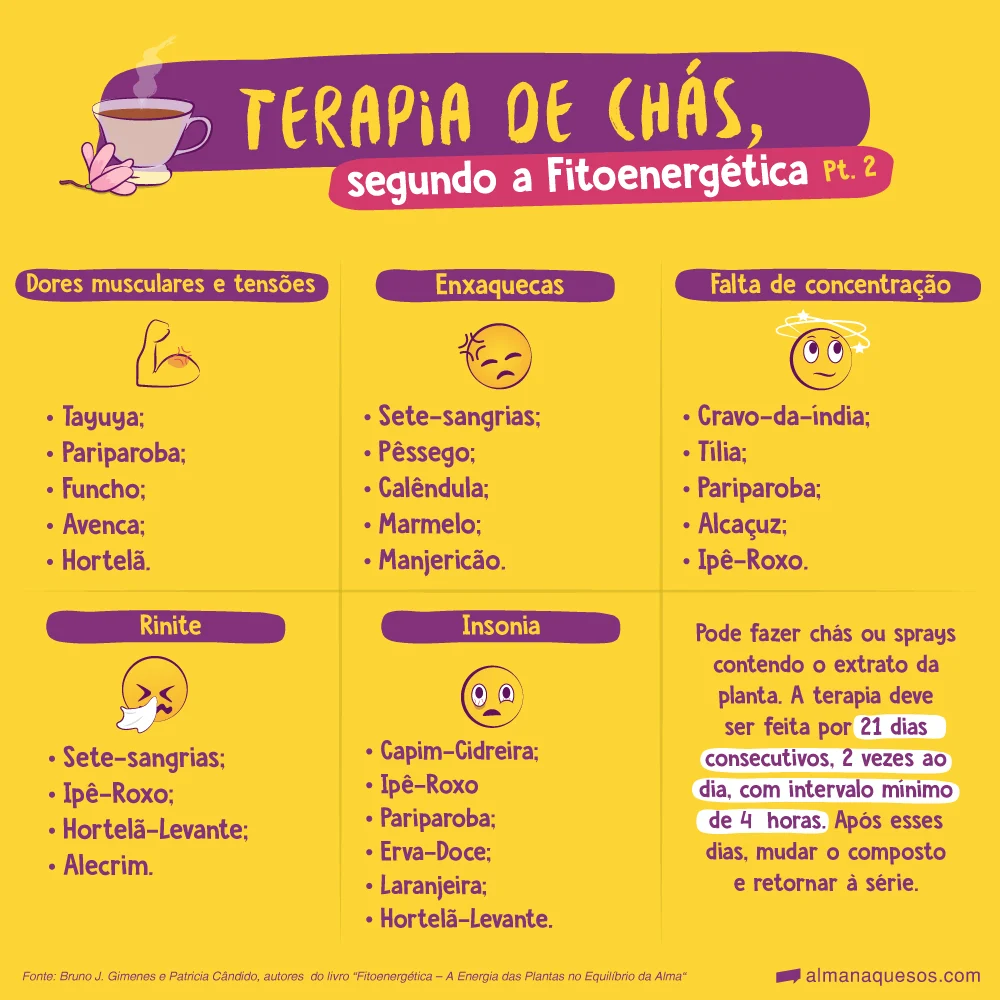 TERAPIA DE CHÁS,
segundo a Fitoenergética Pt. 2
Dores musculares e tensões
• Tayuya;
• Pariparoba;
• Funcho;
• Avenca;
• Hortelã.
Enxaquecas
• Sete-sangrias;
• Pêssego;
• Calêndula;
• Marmelo;
• Manjericão.
Falta de concentração
• Cravo-da-índia;
• Tília;
• Pariparoba;
• Alcaçuz;
• Ipê-Roxo.
Rinite
• Sete-sangrias;
• Ipê-Roxo;
• Hortelã-Levante;
• Alecrim.
Insonia
• Capim-Cidreira;
• Ipê-Roxo
• Pariparoba;
• Erva-Doce;
• Laranjeira;
• Hortelã-Levante.
Pode fazer chás ou sprays
contendo o extrato da
planta. A terapia deve
ser feita por 21 dias
consecutivos, 2 vezes ao
dia, com intervalo mínimo
de 4 horas. Após esses
dias, mudar o composto
e retornar à série.
Fonte: Bruno J. Gimenes e Patricia Cândido, autores do livro "Fitoenergética – A Energia das Plantas no Equilíbrio da Alma"
almanaquesos.com